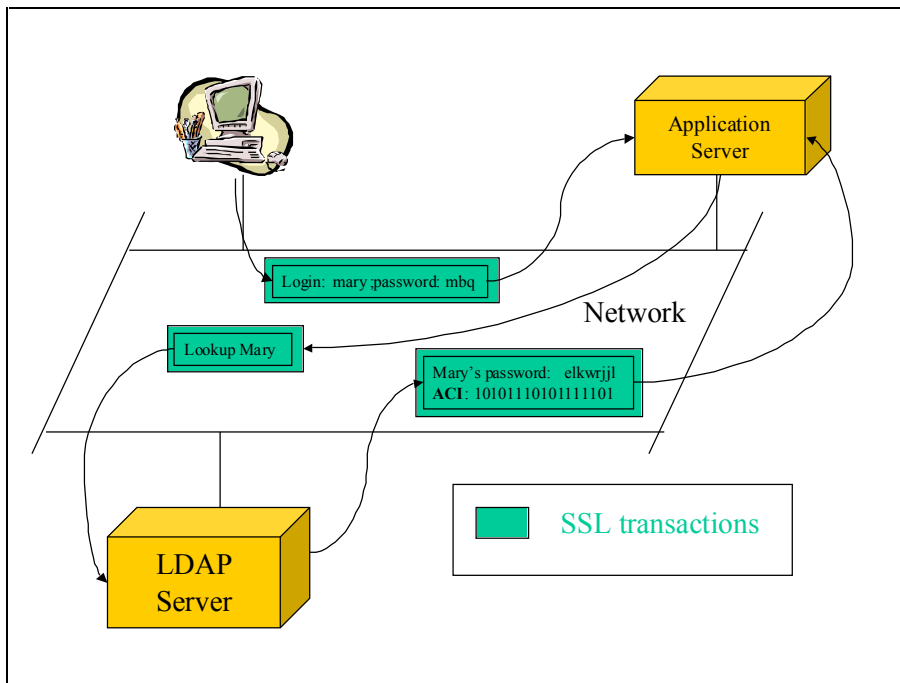 Application
Server
Login: mary ;password: mbq
Network
Lookup Mary
Mary's password: elkwrjjl
ACI: 10101110101111101
SSL transactions
LDAP
Server